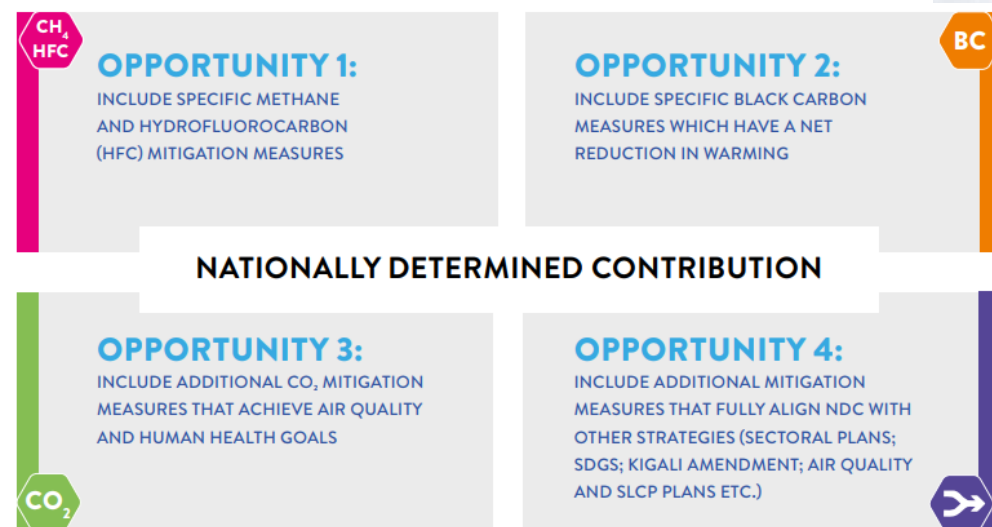 CH₄
HFC
OPPORTUNITY 1:
INCLUDE SPECIFIC METHANE
AND HYDROFLUOROCARBON
(HFC) MITIGATION MEASURES
BC
OPPORTUNITY 2:
INCLUDE SPECIFIC BLACK CARBON
MEASURES WHICH HAVE A NET
REDUCTION IN WARMING
NATIONALLY DETERMINED CONTRIBUTION
OPPORTUNITY 3:
INCLUDE ADDITIONAL CO₂ MITIGATION
MEASURES THAT ACHIEVE AIR QUALITY
AND HUMAN HEALTH GOALS
CO₂
OPPORTUNITY 4:
INCLUDE ADDITIONAL MITIGATION
MEASURES THAT FULLY ALIGN NDC WITH
OTHER STRATEGIES (SECTORAL PLANS;
SDGS; KIGALI AMENDMENT; AIR QUALITY
AND SLCP PLANS ETC.)